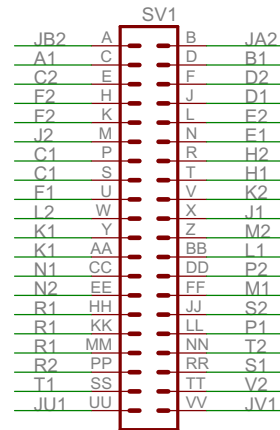 SV1
JB2 A B JA2
A1 C D B1
C2 E F D2
F2 H J D1
F2 K L E2
J2 M N E1
C1 P R H2
C1 S T H1
F1 U V K2
L2 W X J1
K1 Y Z M2
K1 AA BB L1
N1 CC DD P2
N2 EE FF M1
R1 HH JJ S2
R1 KK LL P1
R1 MM NN T2
R2 PP RR S1
T1 SS TT V2
JU1 UU VV JV1